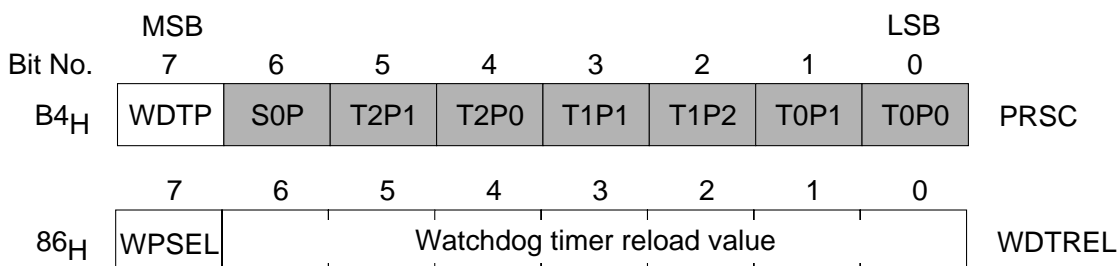 MSB LSB
Bit No. 7 6 5 4 3 2 1 0
B4H WDTP S0P T2P1 T2P0 T1P1 T1P2 T0P1 T0P0 PRSC
7 6 5 4 3 2 1 0
86H WPSEL Watchdog timer reload value WDTREL